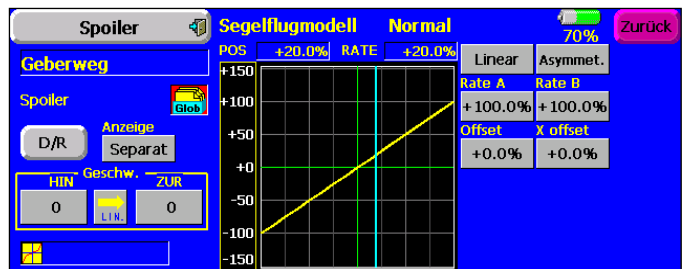 Spoiler
Segelflugmodell Normal
70%
Zurück
Geberweg
POS +20.0% RATE +20.0%
Linear Asymmet.
Spoiler
Glob
Rate A Rate B
+100.0% +100.0%
D/R
Anzeige
Separat
Offset X offset
+0.0% +0.0%
Geschw.
HIN ZUR
0 LIN. 0
+150
+100
+50
+0
-50
-100
-150